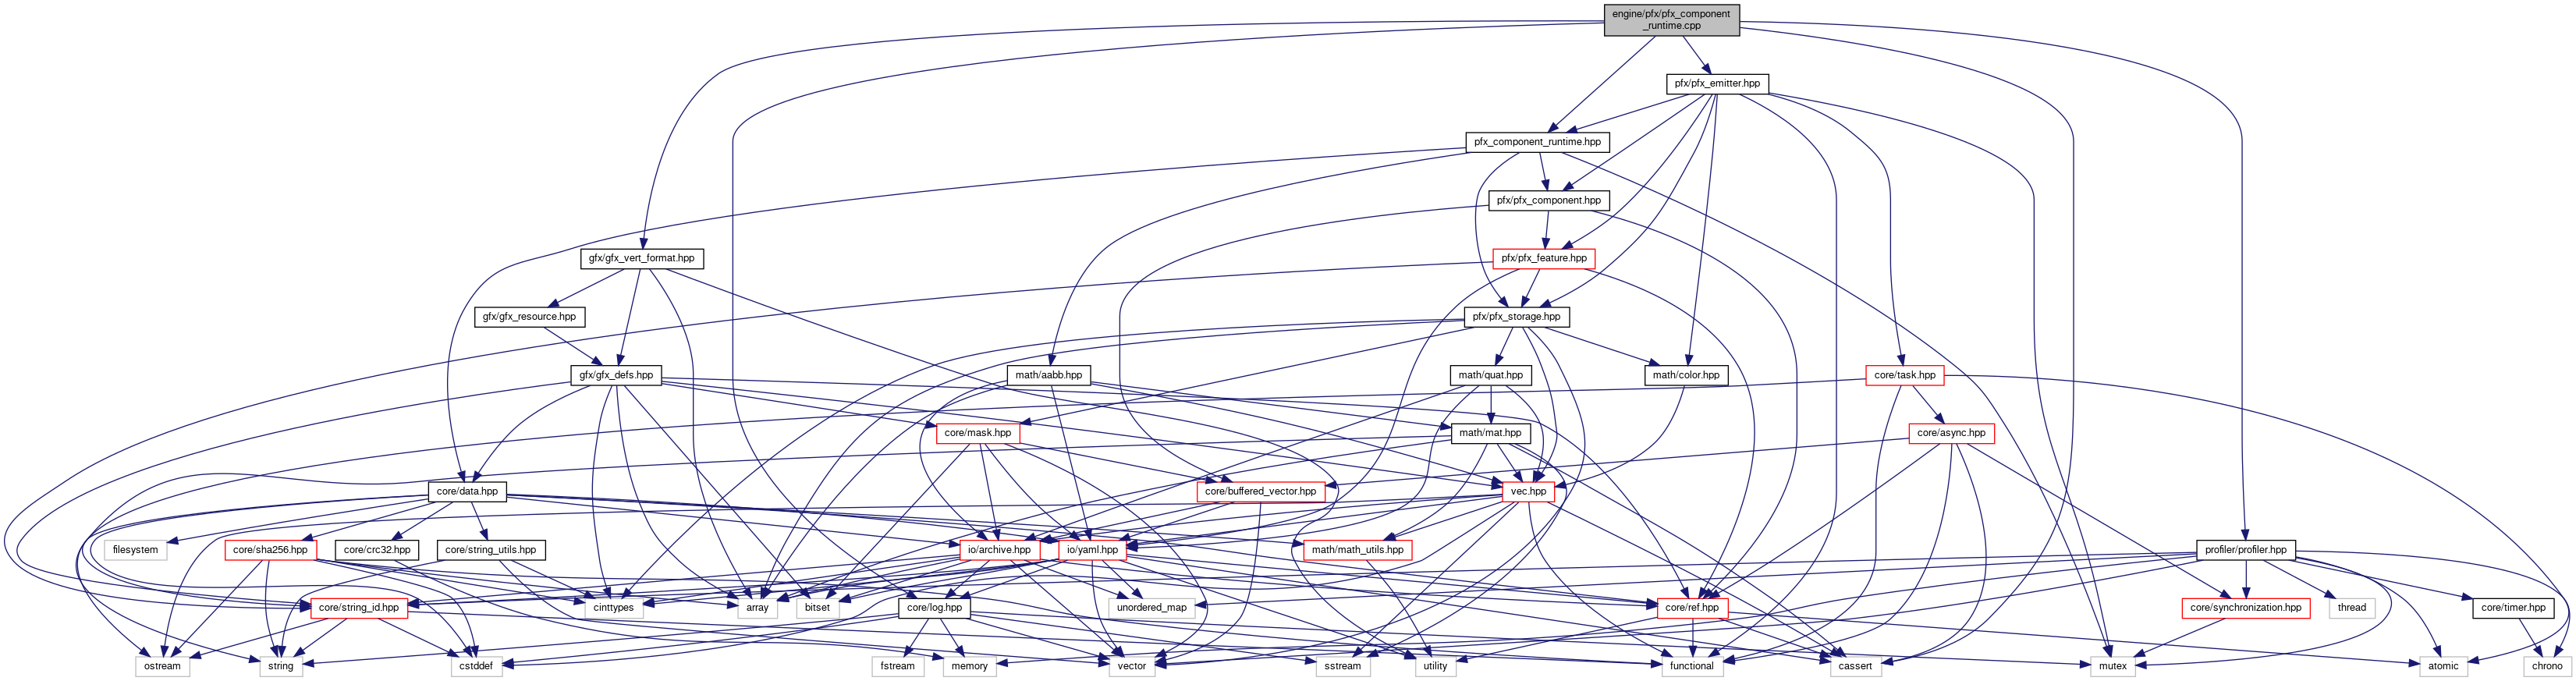 engine/pfx/pfx_component
_runtime.cpp
pfx/pfx_emitter.hpp
pfx_component_runtime.hpp
pfx/pfx_component.hpp
gfx/gfx_vert_format.hpp
pfx/pfx_feature.hpp
gfx/gfx_resource.hpp
pfx/pfx_storage.hpp
gfx/gfx_defs.hpp
math/aabb.hpp
math/quat.hpp
math/color.hpp
core/task.hpp
core/mask.hpp
math/mat.hpp
core/async.hpp
core/data.hpp
core/buffered_vector.hpp
vec.hpp
filesystem
core/sha256.hpp
core/crc32.hpp
core/string_utils.hpp
io/archive.hpp
io/yaml.hpp
math/math_utils.hpp
profiler/profiler.hpp
core/string_id.hpp
cinttypes
array
bitset
core/log.hpp
unordered_map
core/ref.hpp
core/synchronization.hpp
thread
core/timer.hpp
ostream
string
cstddef
fstream
memory
vector
sstream
utility
functional
cassert
mutex
atomic
chrono